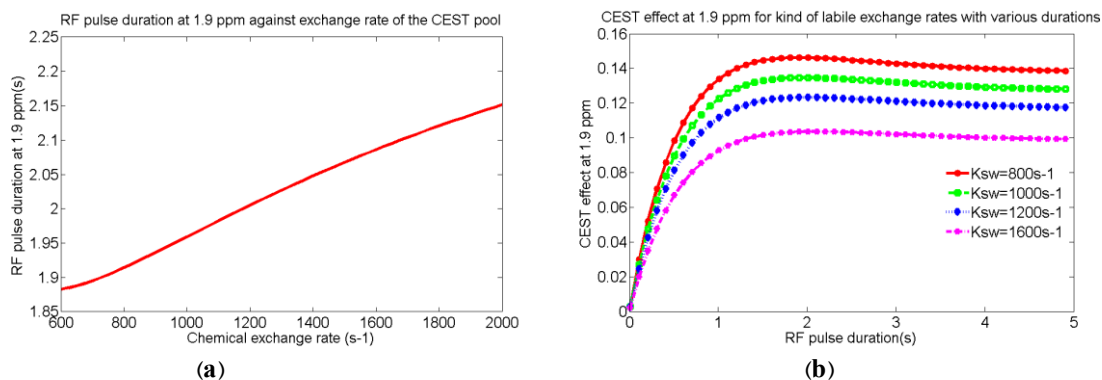 RF pulse duration at 1.9 ppm against exchange rate of the CEST pool
2.25
2.2
2.15
2.1
2.05
2
1.95
1.9
1.85
RF pulse duration at 1.9 ppm(s)
600 800 1000 1200 1400 1600 1800 2000
Chemical exchange rate (s-1)
(a)
CEST effect at 1.9 ppm for kind of labile exchange rates with various durations
0.16
0.14
0.12
0.1
0.08
0.06
0.04
0.02
0
CEST effect at 1.9 ppm
Ksw=800s-1
Ksw=1000s-1
Ksw=1200s-1
Ksw=1600s-1
0 1 2 3 4 5
RF pulse duration(s)
(b)